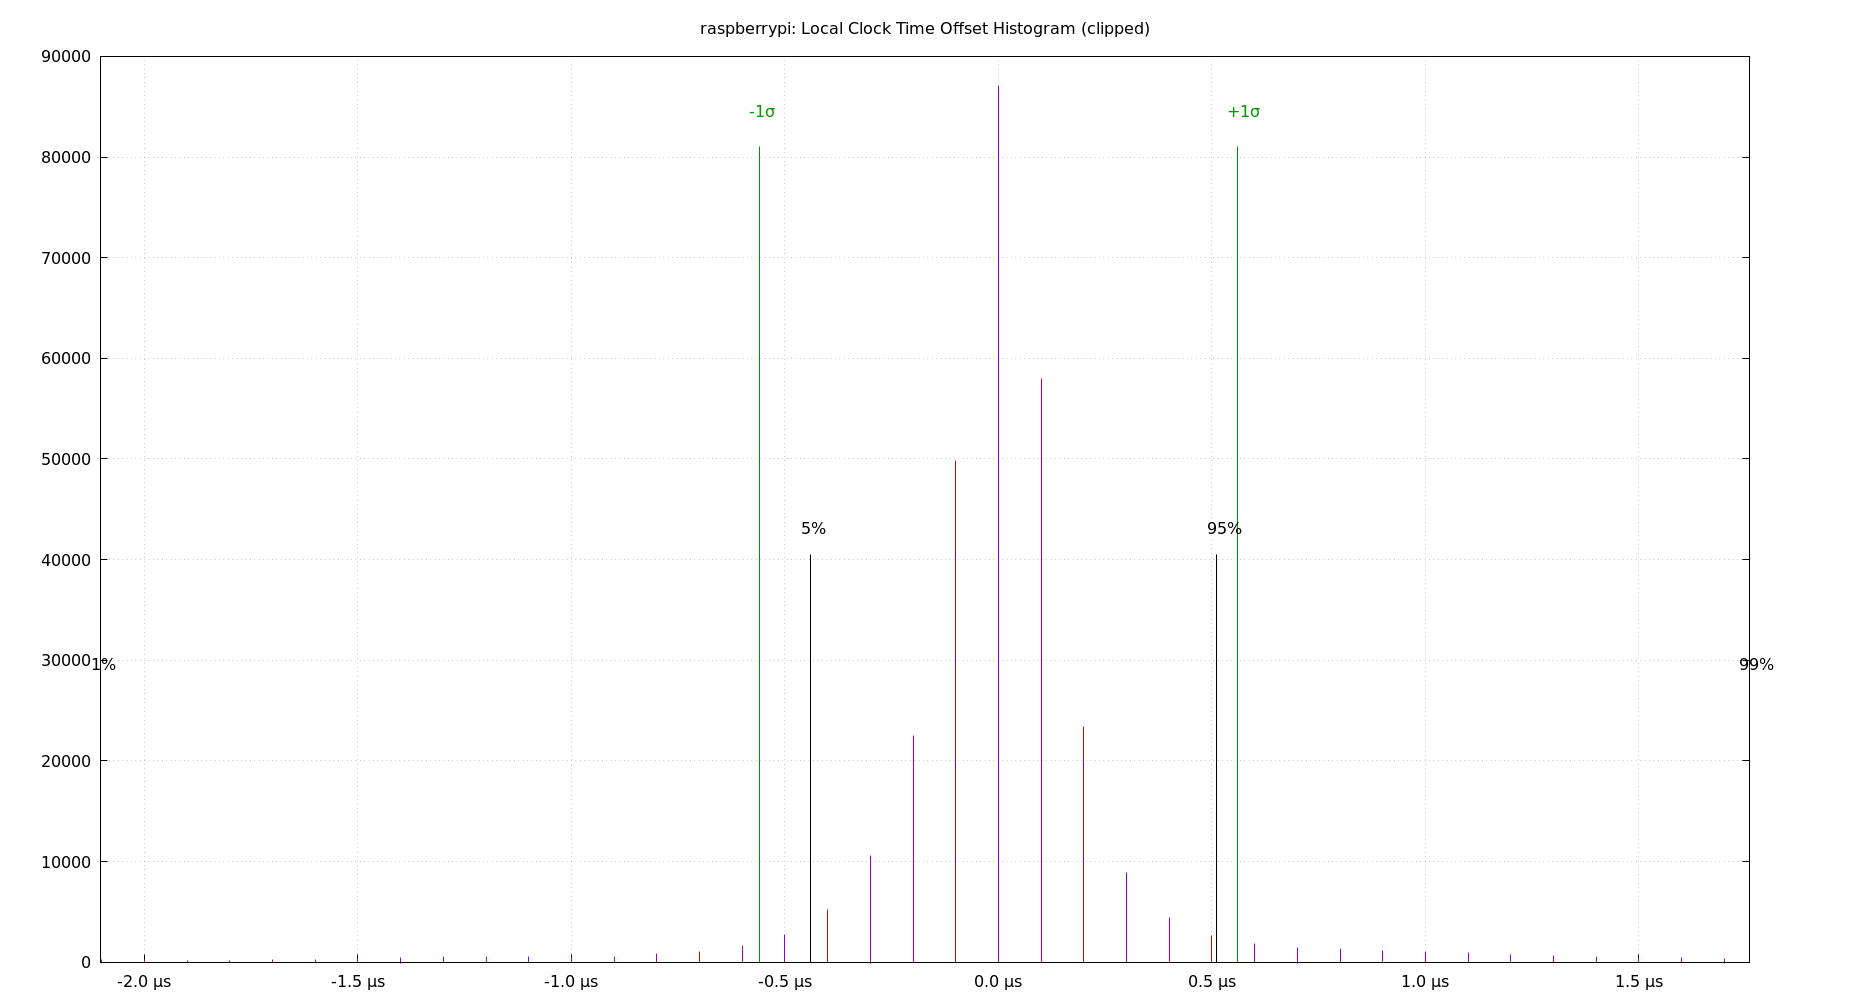 raspberrypi: Local Clock Time Offset Histogram (clipped)
90000
-1σ
+1σ
80000
70000
60000
50000
5%
95%
40000
30000
1%
99%
20000
10000
0
-2.0 µs
-1.5 µs
-1.0 µs
-0.5 µs
0.0 µs
0.5 µs
1.0 µs
1.5 µs